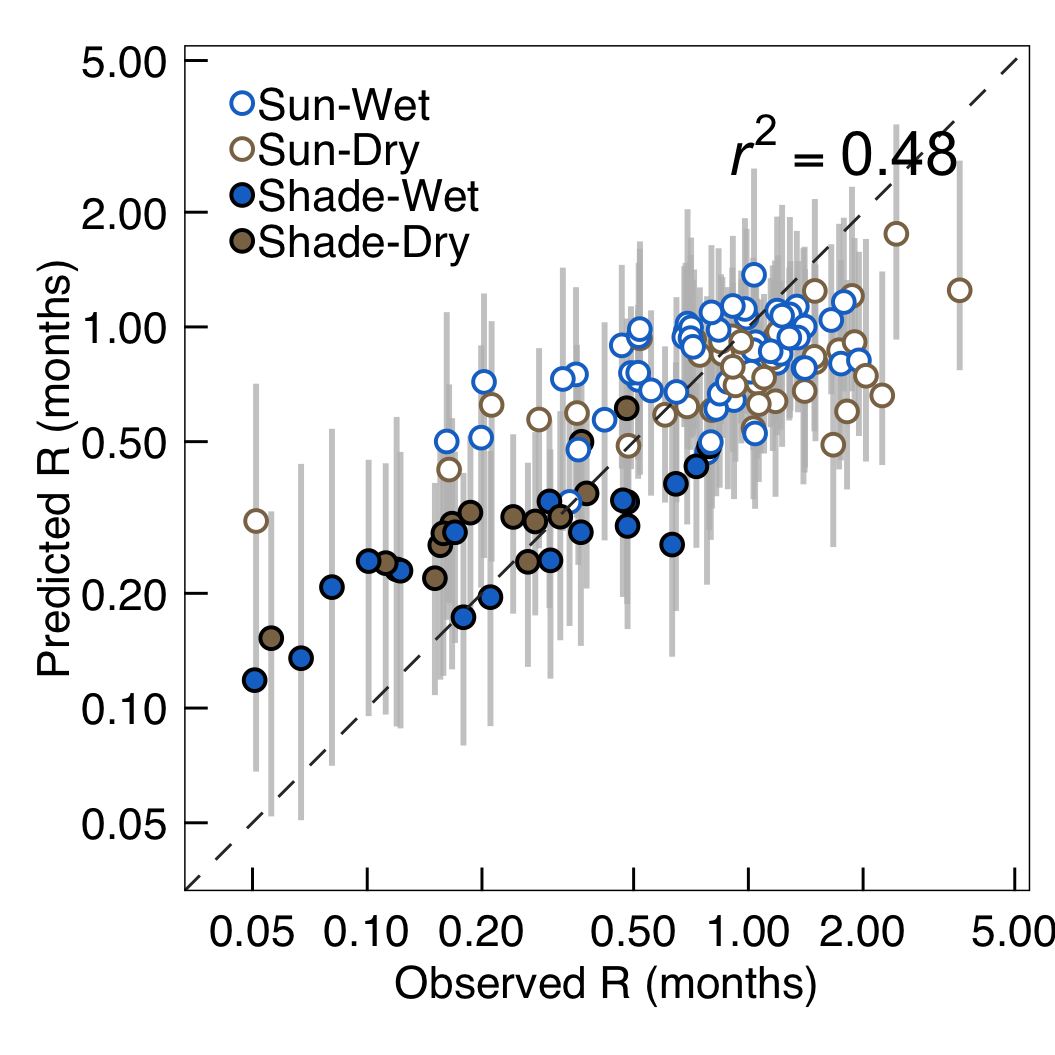 5.00
2.00
1.00
0.50
0.20
0.10
0.05
Predicted R (months)
Sun-Wet
Sun-Dry
Shade-Wet
Shade-Dry
r² = 0.48
0.05 0.10 0.20 0.50 1.00 2.00 5.00
Observed R (months)